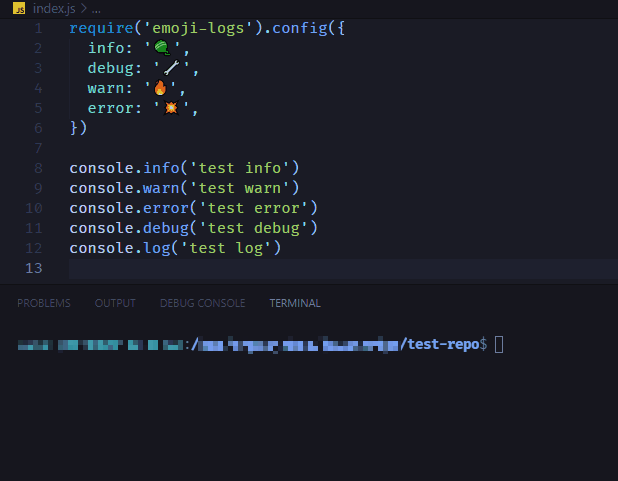 JS index.js > ...
1 require('emoji-logs').config({
2   info: '🧶',
3   debug: '🔧',
4   warn: '🔥',
5   error: '💥',
6 })
7
8 console.info('test info')
9 console.warn('test warn')
10 console.error('test error')
11 console.debug('test debug')
12 console.log('test log')
13
PROBLEMS OUTPUT DEBUG CONSOLE TERMINAL
:/ /test-repo$